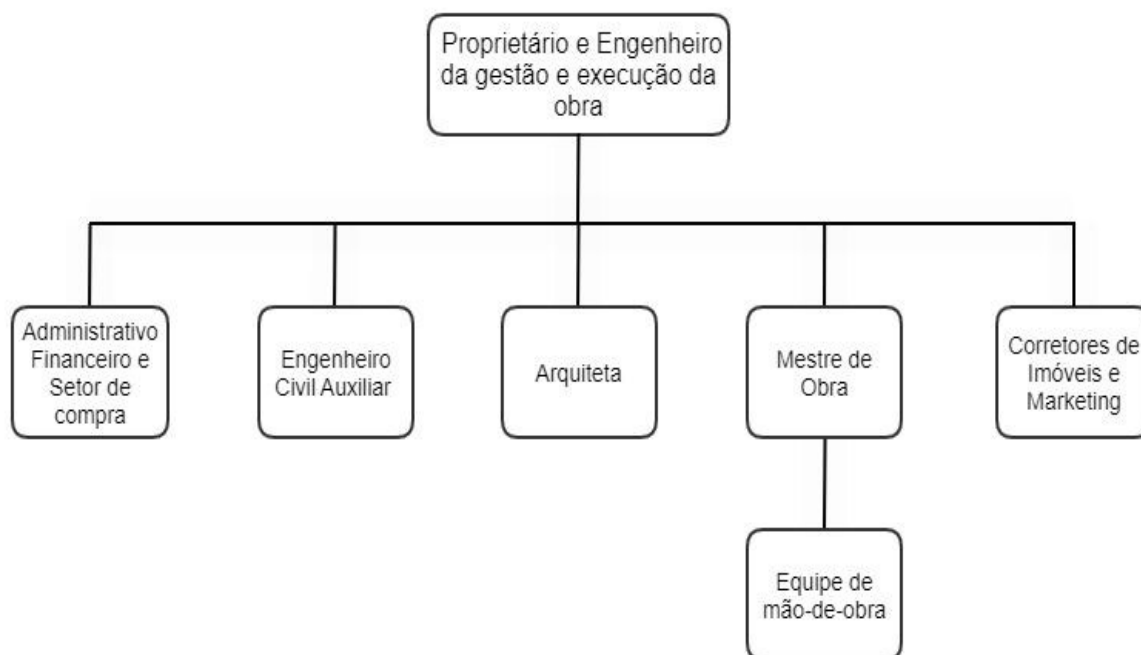 Proprietário e Engenheiro
da gestão e execução da
obra
Administrativo
Financeiro e
Setor de
compra
Engenheiro
Civil Auxiliar
Arquiteta
Mestre de
Obra
Corretores de
Imóveis e
Marketing
Equipe de
mão-de-obra